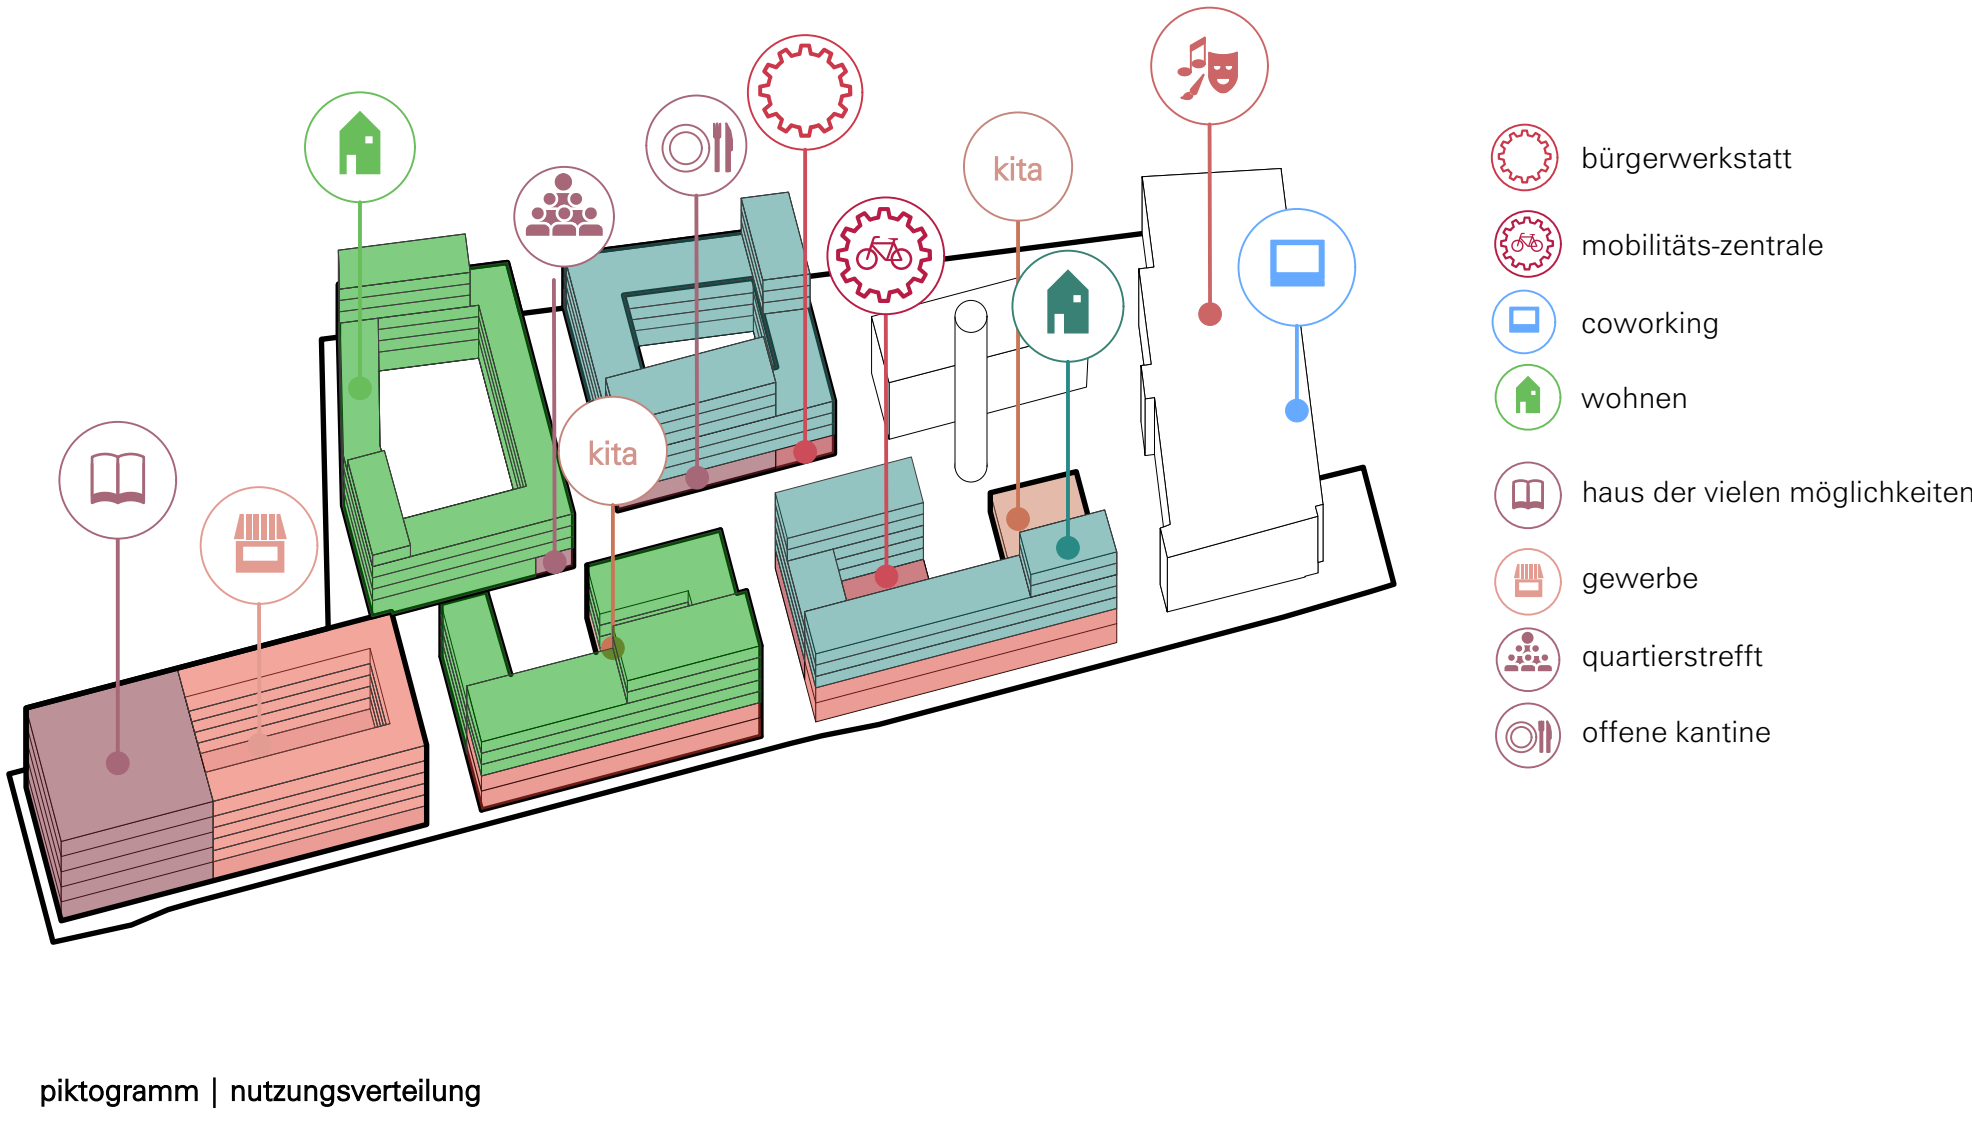 kita
kita
bürgerwerkstatt
mobilitäts-zentrale
coworking
wohnen
haus der vielen möglichkeiten
gewerbe
quartierstrefft
offene kantine
piktogramm | nutzungsverteilung